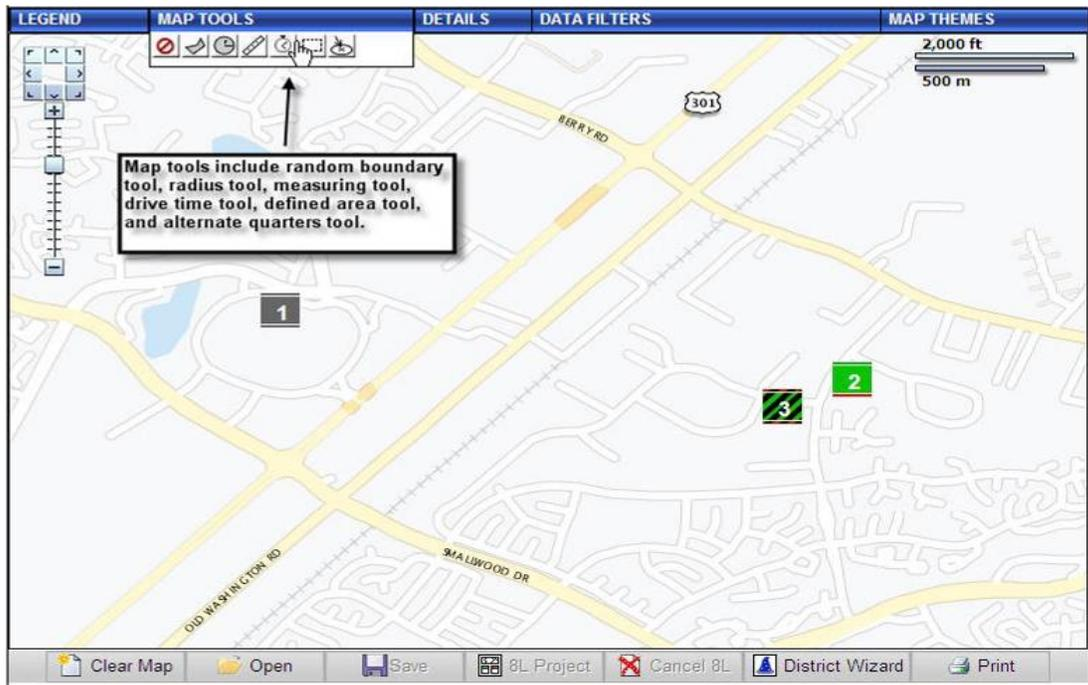 LEGEND MAP TOOLS DETAILS DATA FILTERS MAP THEMES
2,000 ft
500 m
301
BERRY RD
Map tools include random boundary
tool, radius tool, measuring tool,
drive time tool, defined area tool,
and alternate quarters tool.
1
2
3
SMALLWOOD DR
OLD WASHINGTON RD
Clear Map Open Save 8L Project Cancel 8L District Wizard Print